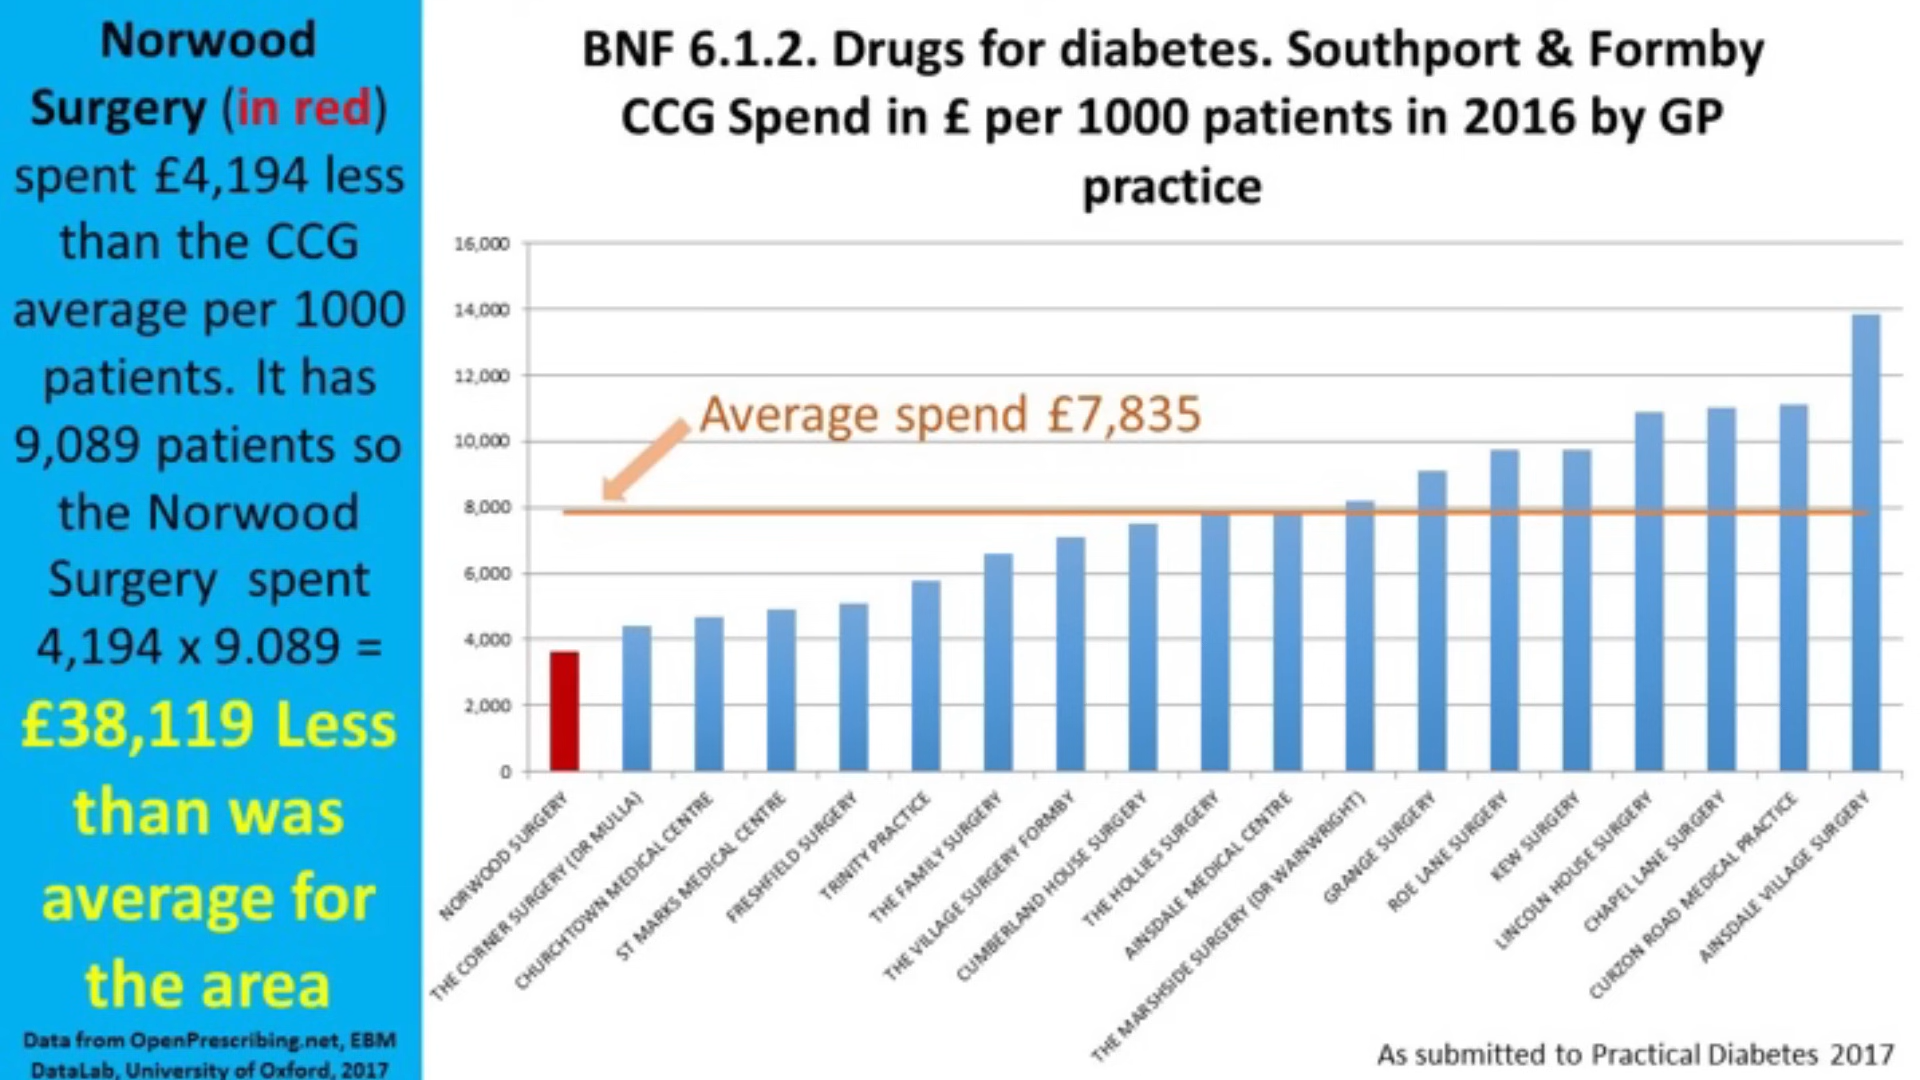 Norwood
Surgery (in red)
spent £4,194 less
than the CCG
average per 1000
patients. It has
9,089 patients so
the Norwood
Surgery spent
4,194 x 9.089 =
£38,119 Less
than was
average for
the area
Data from OpenPrescribing.net, EBM
DataLab, University of Oxford, 2017
BNF 6.1.2. Drugs for diabetes. Southport & Formby
CCG Spend in £ per 1000 patients in 2016 by GP
practice
16,000
14,000
12,000
10,000
8,000
6,000
4,000
2,000
0
Average spend £7,835
NORWOOD SURGERY
THE CORNER SURGERY (DR MULLA)
CHURCHTOWN MEDICAL CENTRE
ST MARKS MEDICAL CENTRE
FRESHFIELD SURGERY
TRINITY PRACTICE
THE FAMILY SURGERY
THE VILLAGE SURGERY FORMBY
CUMBERLAND HOUSE SURGERY
THE HOLLIES SURGERY
AINSDALE MEDICAL CENTRE
THE MARSHSIDE SURGERY (DR WAINWRIGHT)
GRANGE SURGERY
ROE LANE SURGERY
KEW SURGERY
LINCOLN HOUSE SURGERY
CHAPEL LANE SURGERY
CURZON ROAD MEDICAL PRACTICE
AINSDALE VILLAGE SURGERY
As submitted to Practical Diabetes 2017